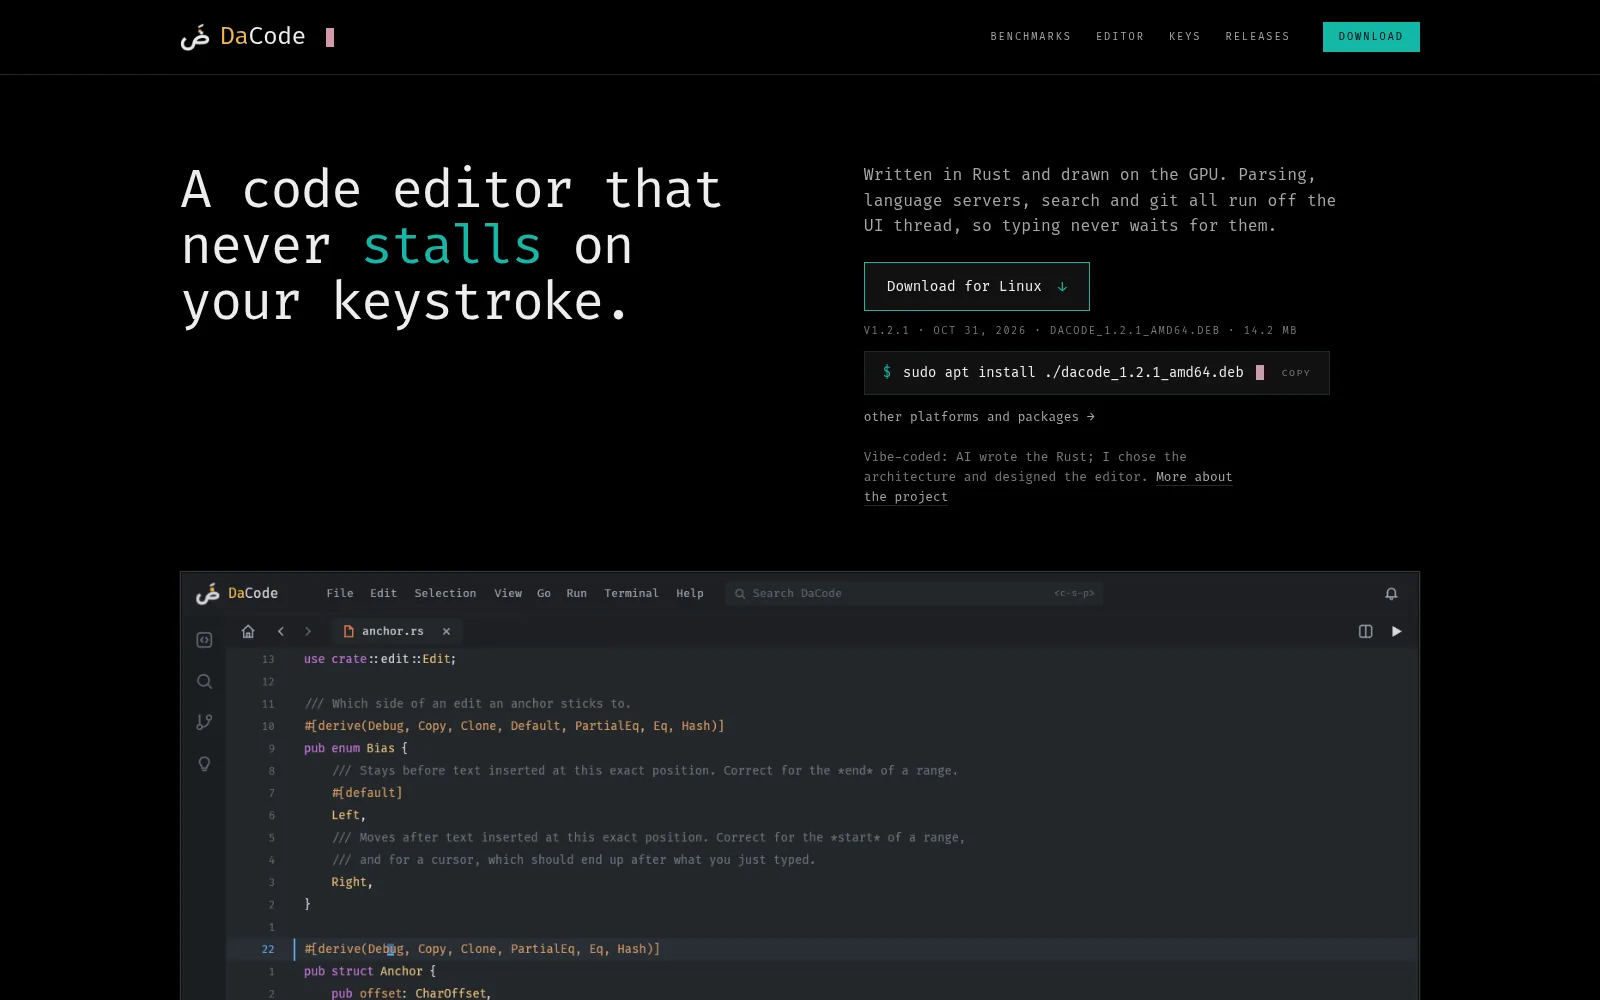 ضَ DaCode
BENCHMARKS EDITOR KEYS RELEASES DOWNLOAD
A code editor that
never stalls on
your keystroke.
Written in Rust and drawn on the GPU. Parsing,
language servers, search and git all run off the
UI thread, so typing never waits for them.
Download for Linux ↓
V1.2.1 · OCT 31, 2026 · DACODE_1.2.1_AMD64.DEB · 14.2 MB
$ sudo apt install ./dacode_1.2.1_amd64.deb COPY
other platforms and packages →
Vibe-coded: AI wrote the Rust; I chose the
architecture and designed the editor. More about
the project
ضَ DaCode File Edit Selection View Go Run Terminal Help Search DaCode <c-s-p>
anchor.rs ×
13 use crate::edit::Edit;
12
11 /// Which side of an edit an anchor sticks to.
10 #[derive(Debug, Copy, Clone, Default, PartialEq, Eq, Hash)]
9 pub enum Bias {
8 /// Stays before text inserted at this exact position. Correct for the *end* of a range.
7 #[default]
6 Left,
5 /// Moves after text inserted at this exact position. Correct for the *start* of a range,
4 /// and for a cursor, which should end up after what you just typed.
3 Right,
2 }
1
22 #[derive(Debug, Copy, Clone, PartialEq, Eq, Hash)]
1 pub struct Anchor {
2 pub offset: CharOffset,